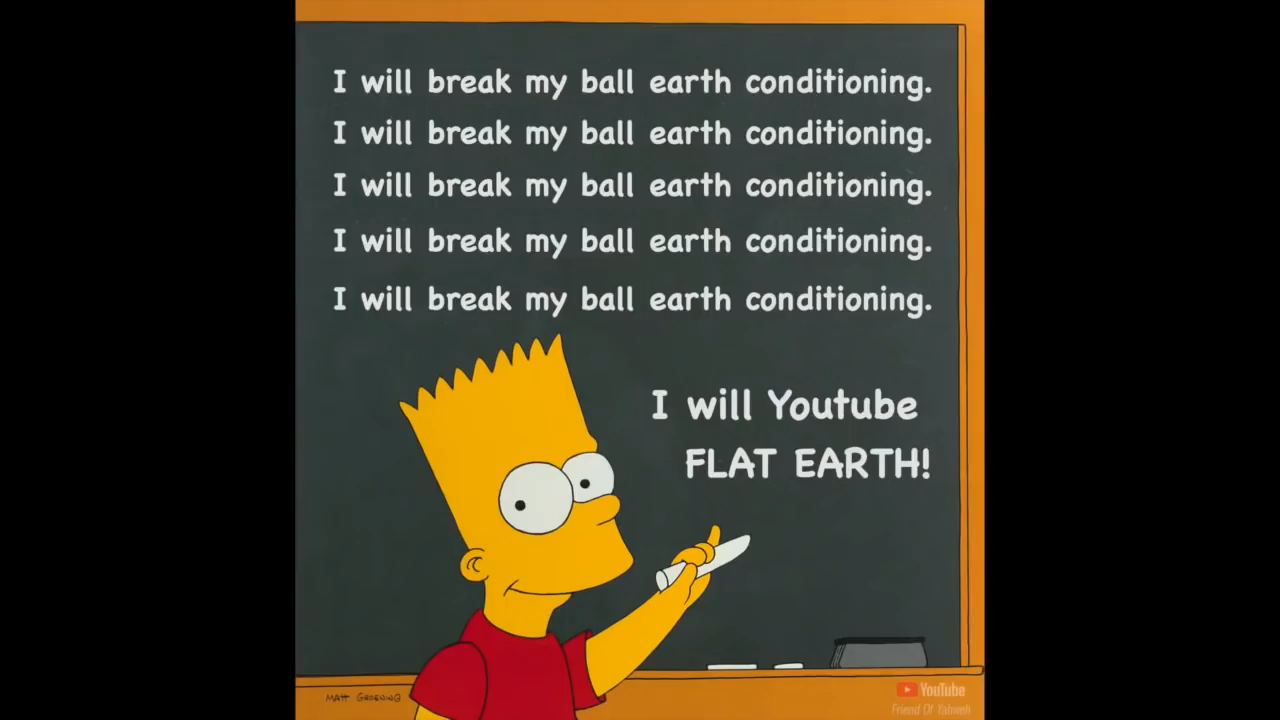 I will break my ball earth conditioning.
I will break my ball earth conditioning.
I will break my ball earth conditioning.
I will break my ball earth conditioning.
I will break my ball earth conditioning.
I will Youtube
FLAT EARTH!
MATT GROENING
YouTube
Friend Of Yahweh